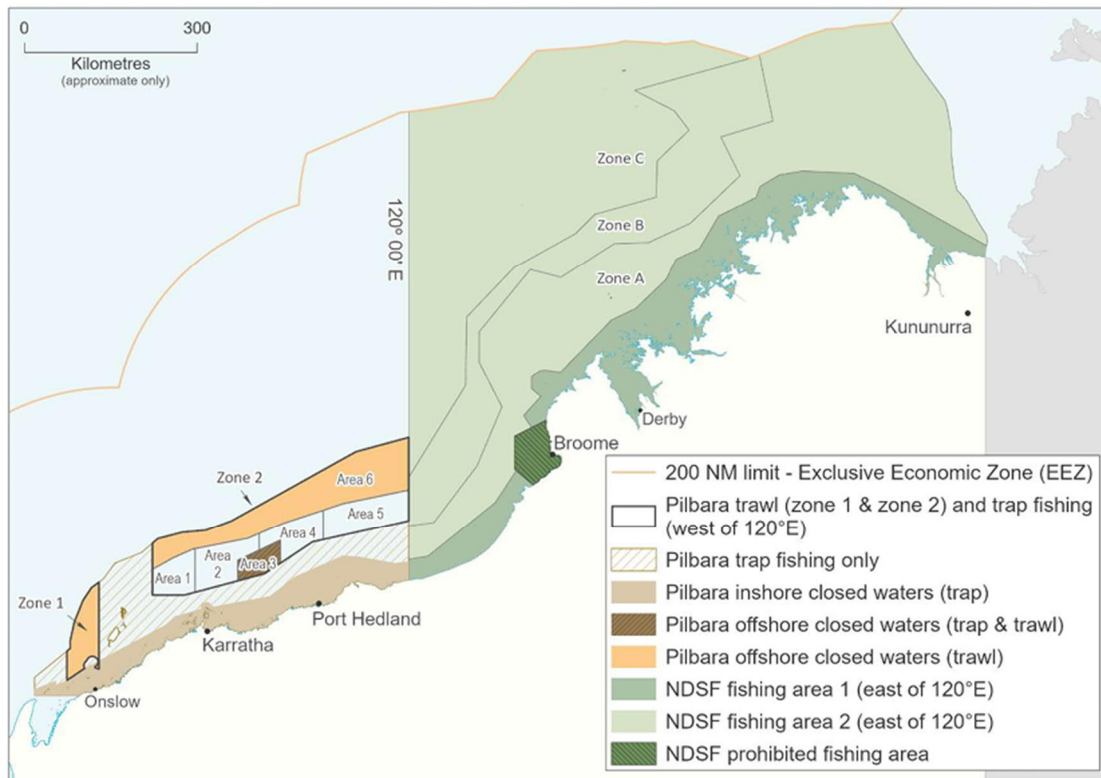 0
300
Kilometres
(approximate only)
Zone C
120° 00' E
Zone B
Zone A
Kununurra
Derby
Broome
Zone 2
Area 6
Area 5
Area 4
Area 3
Area
2
Area 1
Zone 1
Port Hedland
Karratha
Onslow
200 NM limit - Exclusive Economic Zone (EEZ)
Pilbara trawl (zone 1 & zone 2) and trap fishing
(west of 120°E)
Pilbara trap fishing only
Pilbara inshore closed waters (trap)
Pilbara offshore closed waters (trap & trawl)
Pilbara offshore closed waters (trawl)
NDSF fishing area 1 (east of 120°E)
NDSF fishing area 2 (east of 120°E)
NDSF prohibited fishing area